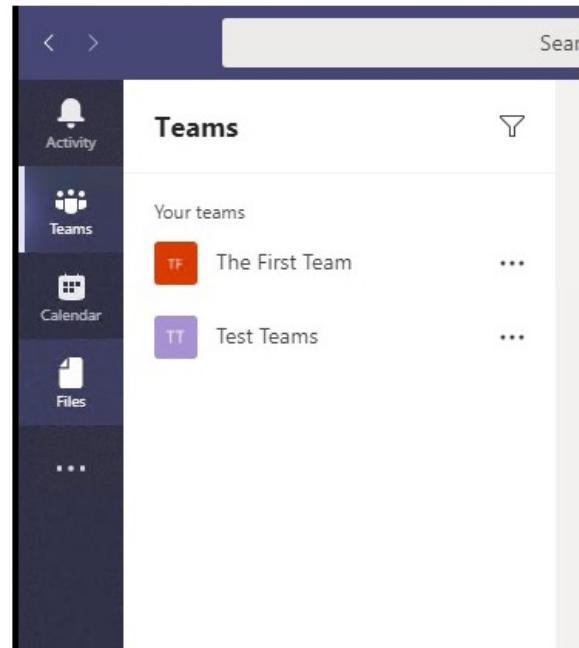 Sear
Activity
Teams
Teams
Your teams
Calendar
Files
TF The First Team
TT Test Teams